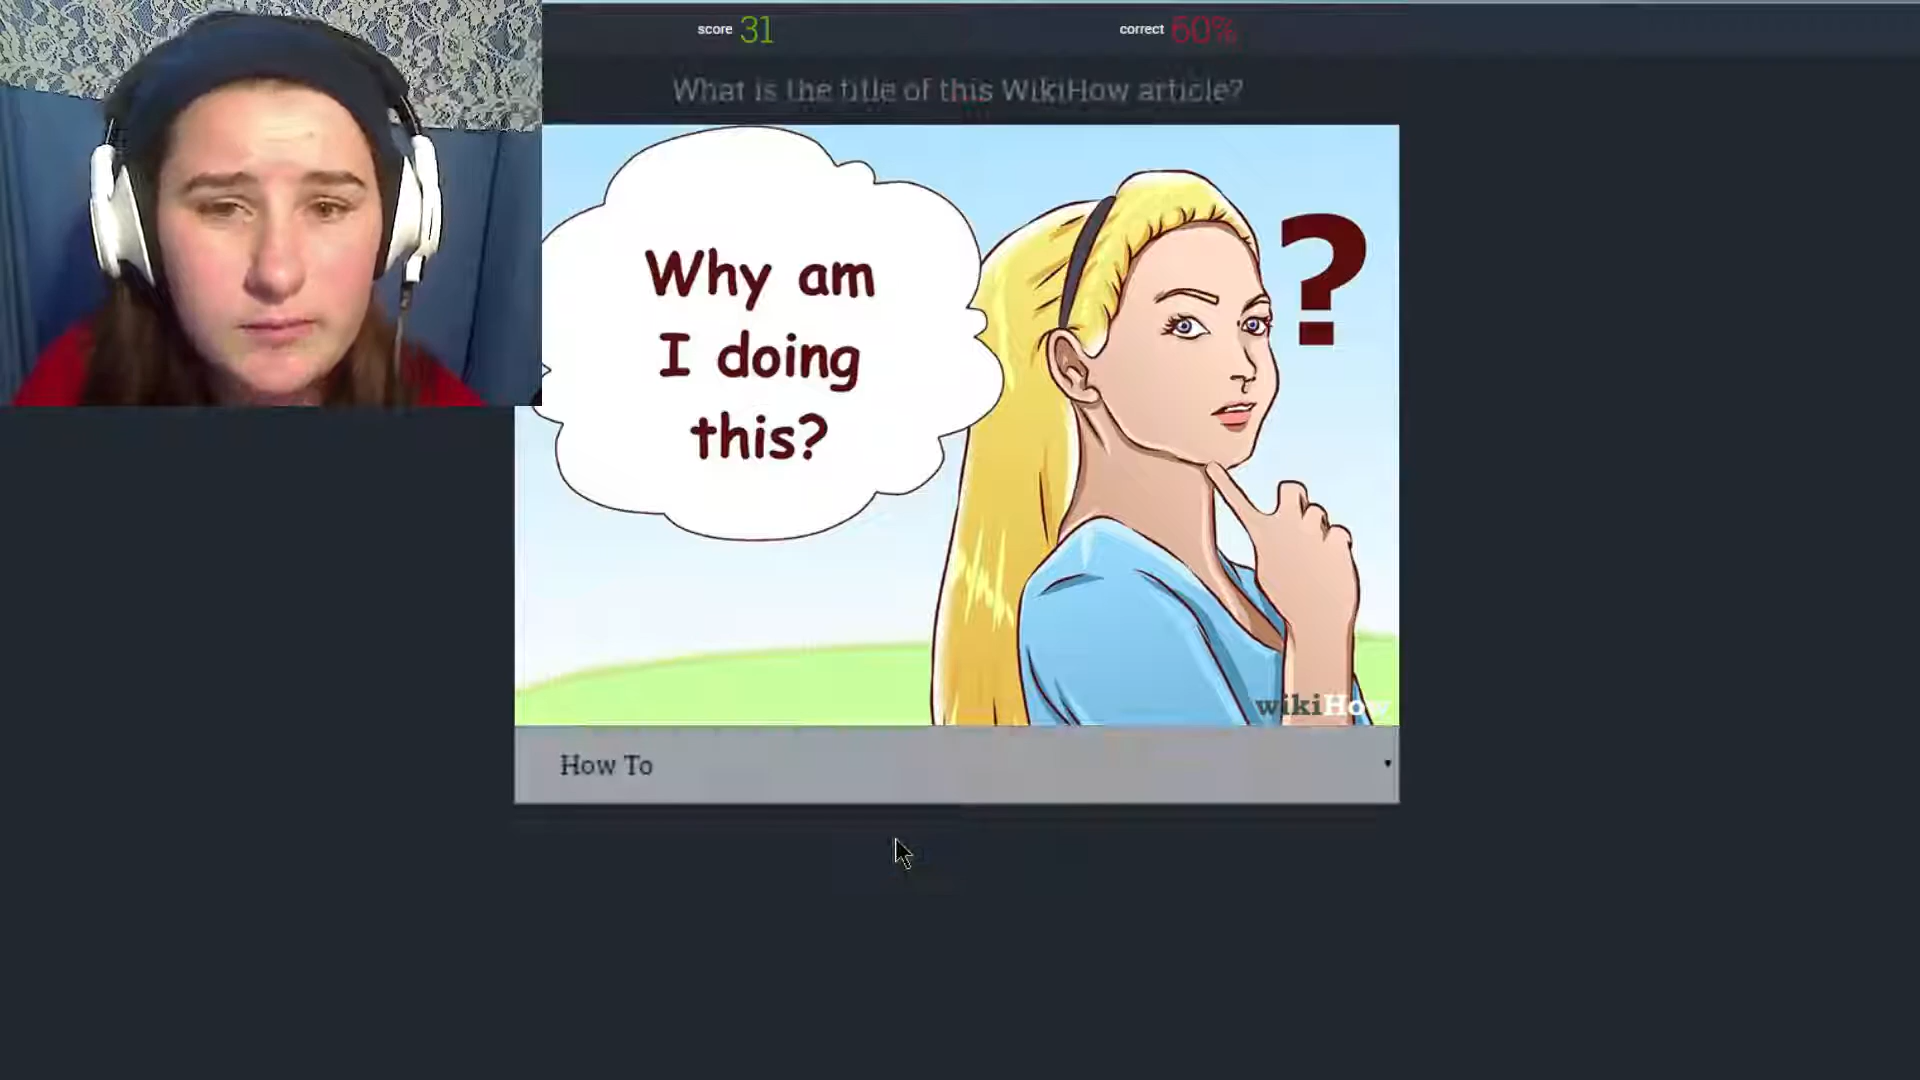 score 31
correct 60%
What is the title of this WikiHow article?
Why am
I doing
this?
?
wikiHow
How To